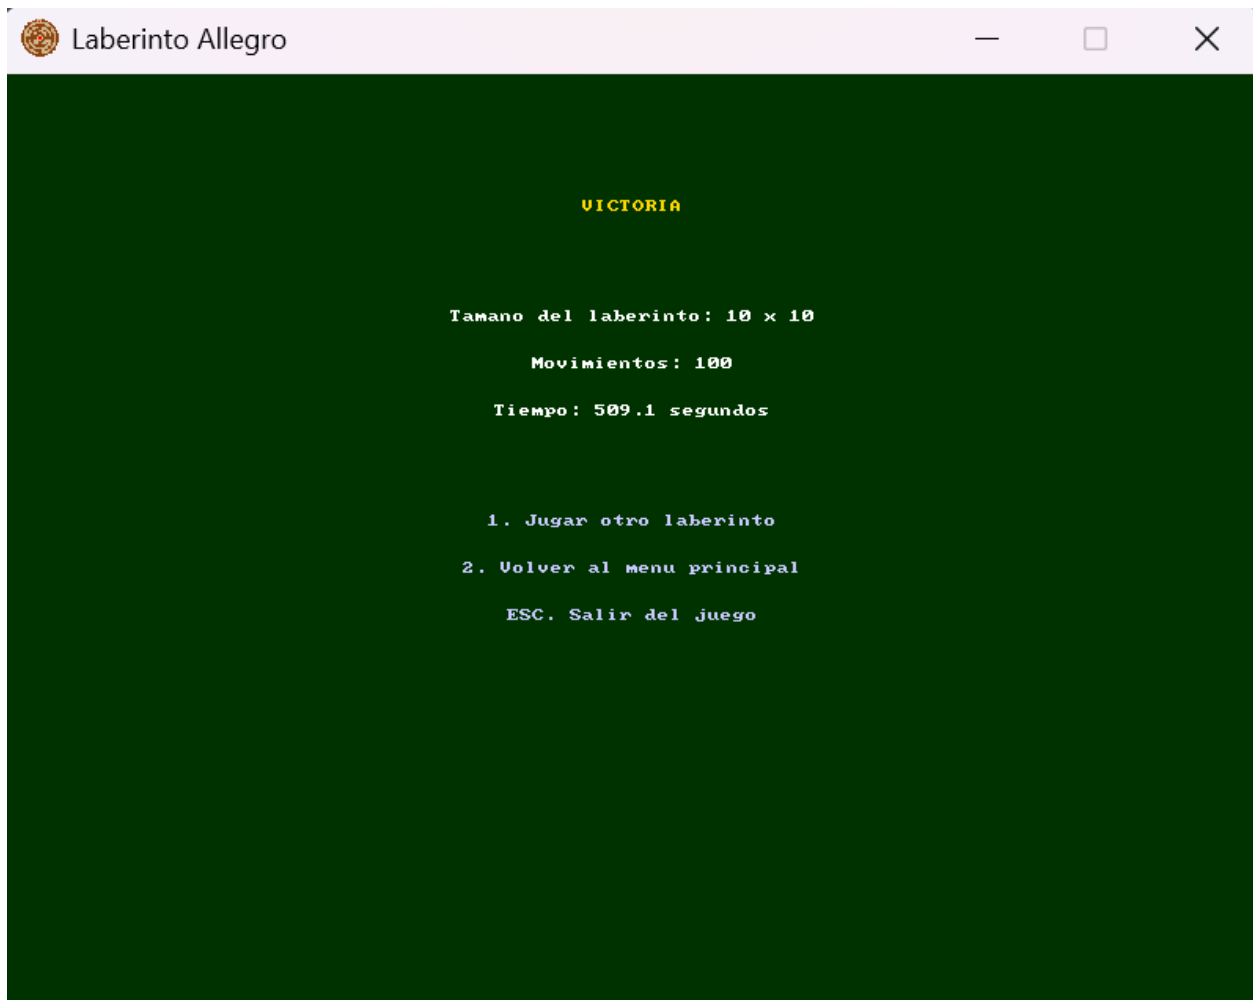 Laberinto Allegro
VICTORIA
Tamano del laberinto: 10 x 10
Movimientos: 100
Tiempo: 509.1 segundos
1. Jugar otro laberinto
2. Volver al menu principal
ESC. Salir del juego